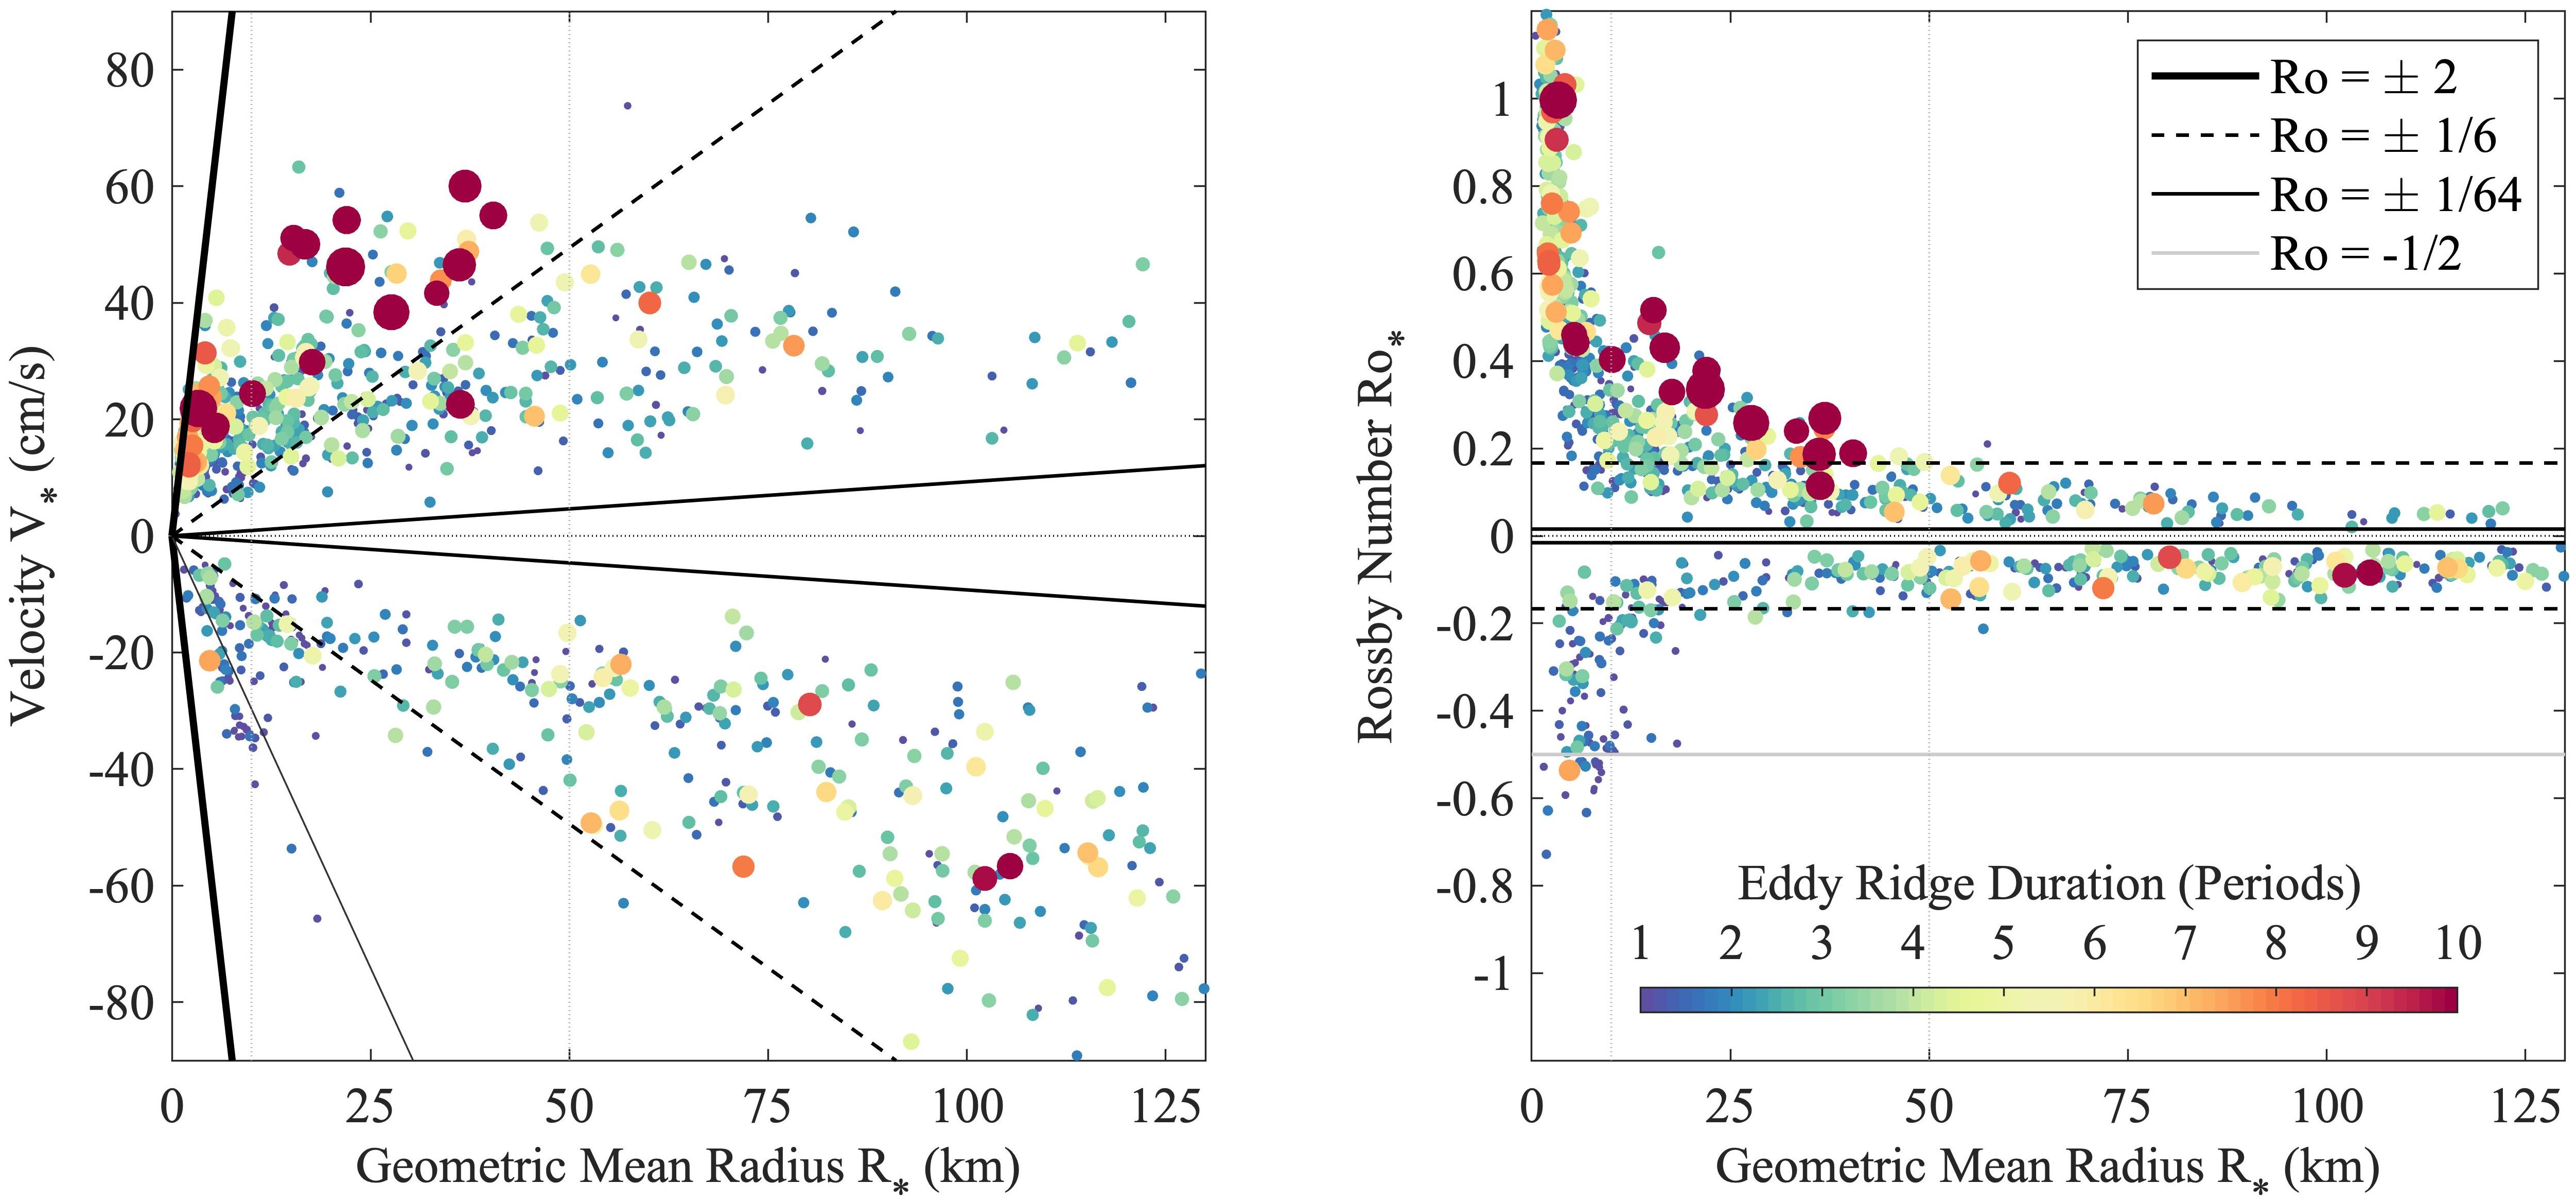 Velocity V* (cm/s)
80
60
40
20
0
-20
-40
-60
-80
0 25 50 75 100 125
Geometric Mean Radius R* (km)
Rossby Number Ro*
1
0.8
0.6
0.4
0.2
0
-0.2
-0.4
-0.6
-0.8
-1
Ro = ± 2
Ro = ± 1/6
Ro = ± 1/64
Ro = -1/2
Eddy Ridge Duration (Periods)
1 2 3 4 5 6 7 8 9 10
0 25 50 75 100 125
Geometric Mean Radius R* (km)